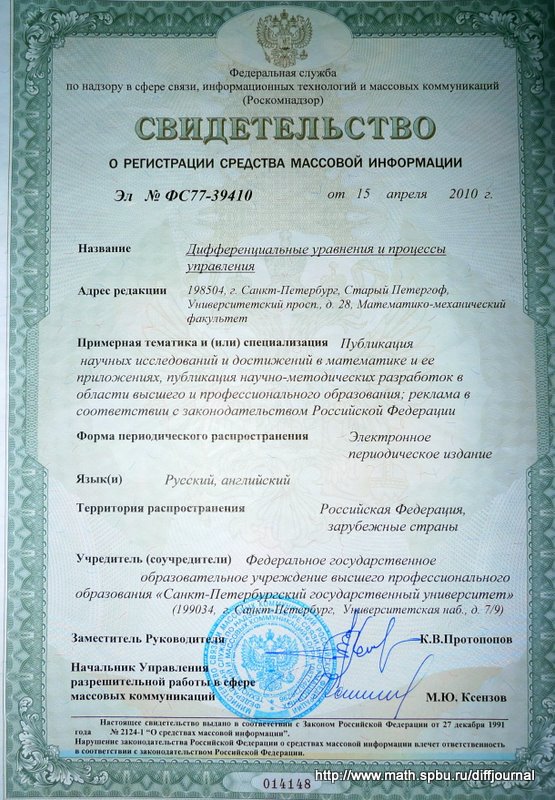 Федеральная служба
по надзору в сфере связи, информационных технологий и массовых коммуникаций
(Роскомнадзор)
СВИДЕТЕЛЬСТВО
О РЕГИСТРАЦИИ СРЕДСТВА МАССОВОЙ ИНФОРМАЦИИ
Эл № ФС77-39410 от 15 апреля 2010 г.
Название Дифференциальные уравнения и процессы
управления
Адрес редакции 198504, г. Санкт-Петербург, Старый Петергоф,
Университетский просп., д. 28, Математико-механический
факультет
Примерная тематика и (или) специализация Публикация
научных исследований и достижений в математике и ее
приложениях, публикация научно-методических разработок в
области высшего и профессионального образования; реклама в
соответствии с законодательством Российской Федерации
Форма периодического распространения Электронное
периодическое издание
Язык(и) Русский, английский
Территория распространения Российская Федерация,
зарубежные страны
Учредитель (соучредители) Федеральное государственное
образовательное учреждение высшего профессионального
образования «Санкт-Петербургский государственный университет»
(199034, г. Санкт-Петербург, Университетская наб., д. 7/9)
Заместитель Руководителя К.В.Протопопов
Начальник Управления
разрешительной работы в сфере
массовых коммуникаций М.Ю. Ксензов
Настоящее свидетельство выдано в соответствии с Законом Российской Федерации от 27 декабря 1991
года № 2124-1 "О средствах массовой информации".
Нарушение законодательства Российской Федерации о средствах массовой информации влечет ответственность
в соответствии с законодательством Российской Федерации.
014148
http://www.math.spbu.ru/diffjournal